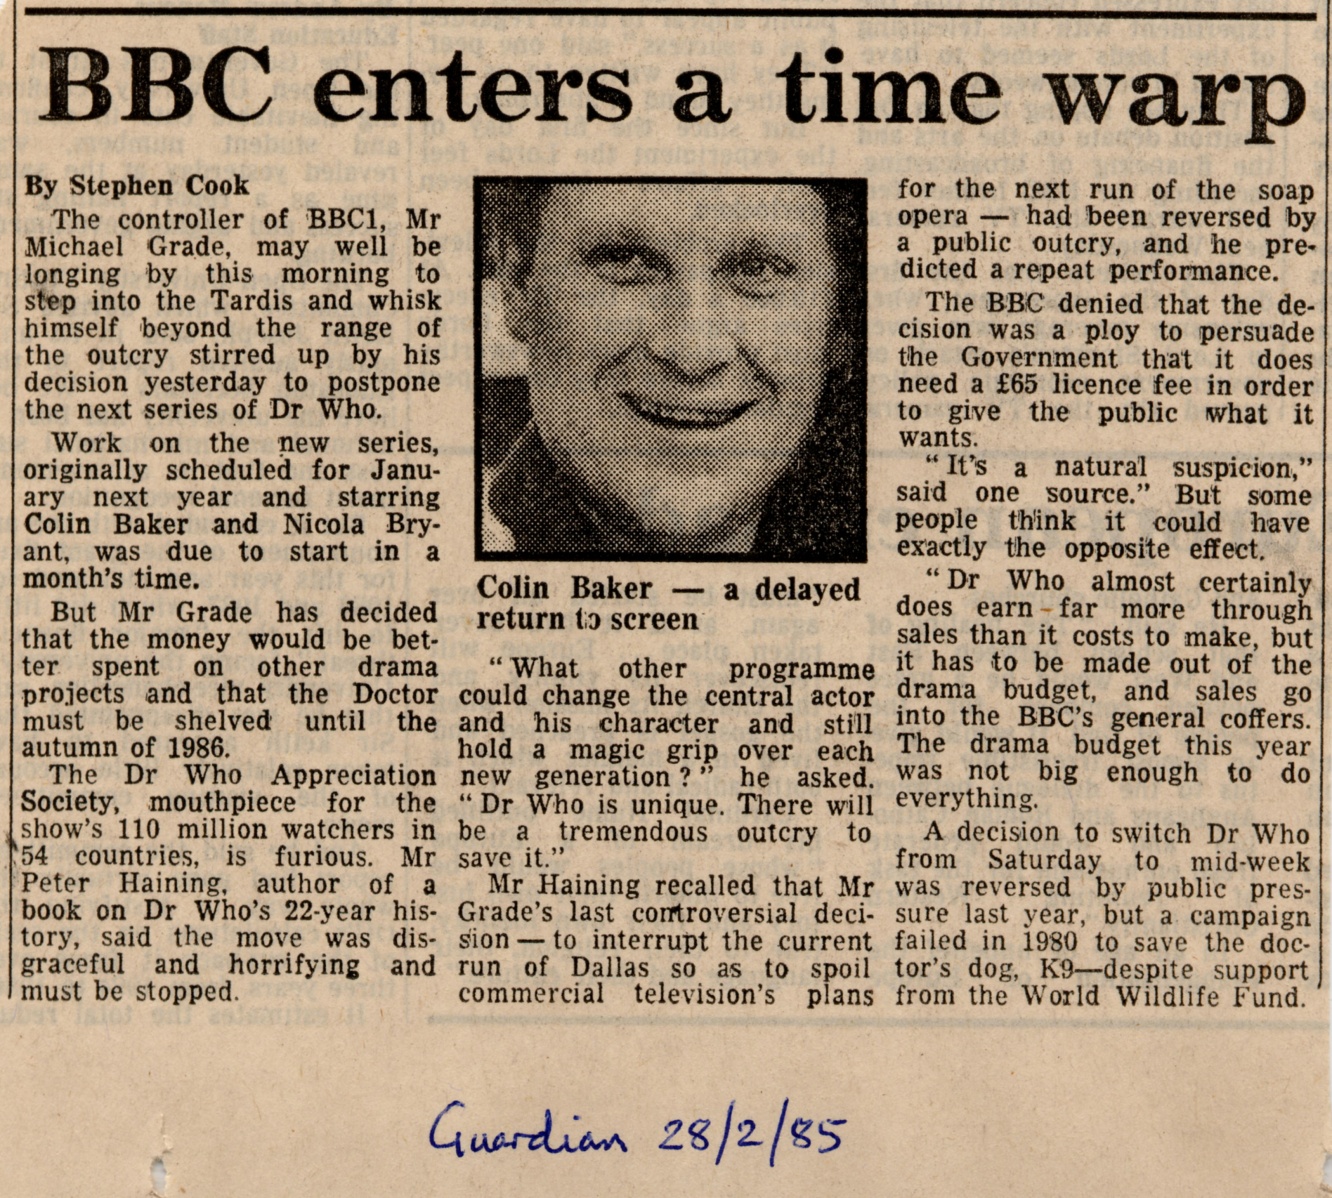 BBC enters a time warp
By Stephen Cook
The controller of BBC1, Mr
Michael Grade, may well be
longing by this morning to
step into the Tardis and whisk
himself beyond the range of
the outcry stirred up by his
decision yesterday to postpone
the next series of Dr Who.
Work on the new series,
originally scheduled for Janu-
ary next year and starring
Colin Baker and Nicola Bry-
ant, was due to start in a
month's time.
But Mr Grade has decided
that the money would be bet-
ter spent on other drama
projects and that the Doctor
must be shelved until the
autumn of 1986.
The Dr Who Appreciation
Society, mouthpiece for the
show's 110 million watchers in
54 countries, is furious. Mr
Peter Haining, author of a
book on Dr Who's 22-year his-
tory, said the move was dis-
graceful and horrifying and
must be stopped.
Colin Baker — a delayed
return to screen
"What other programme
could change the central actor
and his character and still
hold a magic grip over each
new generation?" he asked.
"Dr Who is unique. There will
be a tremendous outcry to
save it."
Mr Haining recalled that Mr
Grade's last controversial deci-
sion — to interrupt the current
run of Dallas so as to spoil
commercial television's plans
for the next run of the soap
opera — had been reversed by
a public outcry, and he pre-
dicted a repeat performance.
The BBC denied that the de-
cision was a ploy to persuade
the Government that it does
need a £65 licence fee in order
to give the public what it
wants.
"It's a natural suspicion,"
said one source." But some
people think it could have
exactly the opposite effect.
"Dr Who almost certainly
does earn far more through
sales than it costs to make, but
it has to be made out of the
drama budget, and sales go
into the BBC's general coffers.
The drama budget this year
was not big enough to do
everything.
A decision to switch Dr Who
from Saturday to mid-week
was reversed by public pres-
sure last year, but a campaign
failed in 1980 to save the doc-
tor's dog, K9—despite support
from the World Wildlife Fund.
Guardian 28/2/85